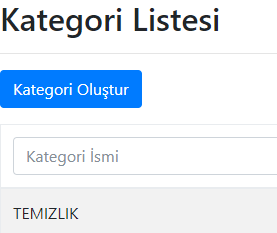 Kategori Listesi
Kategori Oluştur
Kategori İsmi
TEMIZLIK